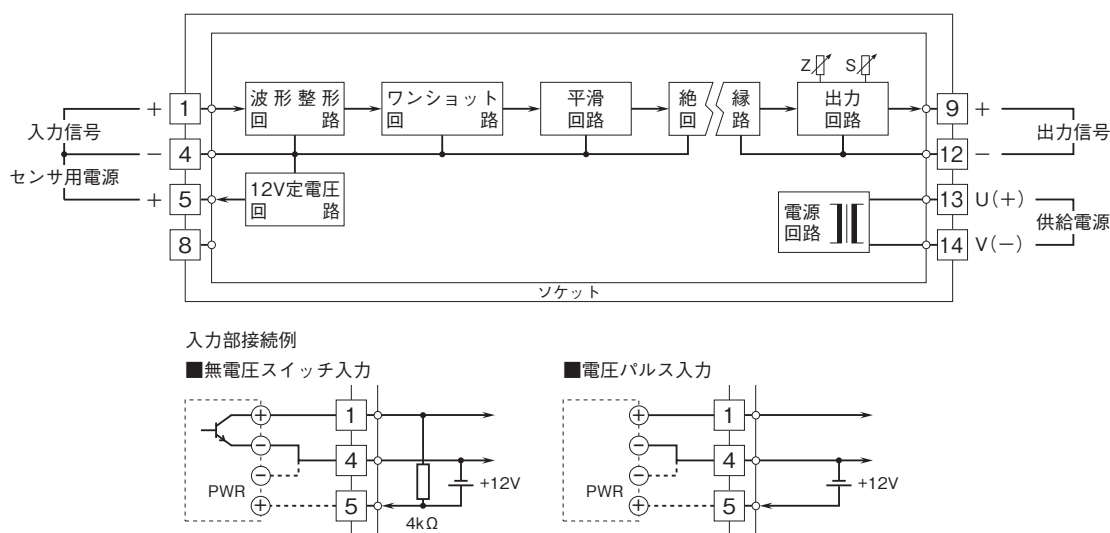 Z S
波形整形
回路
ワンショット
回路
平滑
回路
絶縁
回路
出力
回路
+ 1
入力信号
− 4
センサ用電源
+ 5
8
12V定電圧
回路
9 +
出力信号
12 −
電源
回路
13 U(+)
供給電源
14 V(−)
ソケット
入力部接続例
■無電圧スイッチ入力
+ 1
− 4
−
PWR
+ 5
+12V
4kΩ
■電圧パルス入力
+ 1
− 4
−
PWR
+ 5
+12V